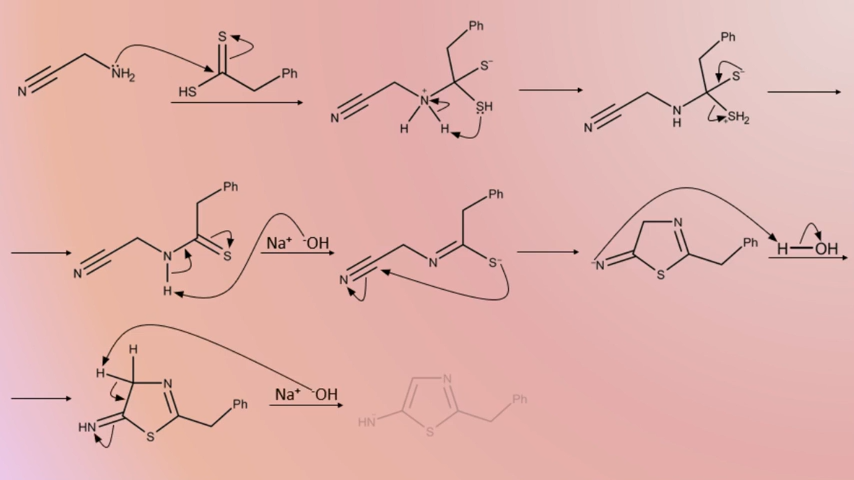 N NH₂ S HS Ph
N N⁺ H H S⁻ SH Ph
N N H S⁻ ⁺SH₂ Ph
N N H S Ph
Na⁺ ⁻OH
N N S⁻ Ph
⁻N N S Ph H OH
H H N HN S Ph
Na⁺ ⁻OH
HN⁻ N S Ph